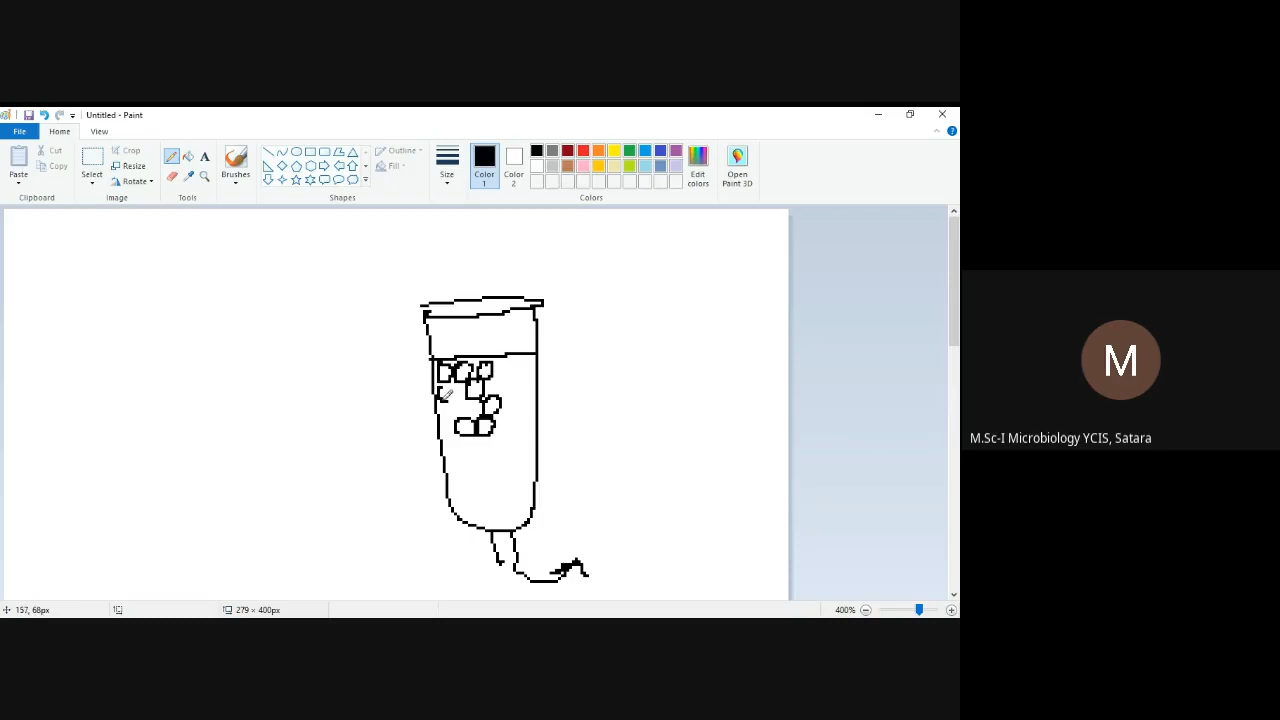 Untitled - Paint
File Home View
Paste
Cut
Copy
Clipboard
Select
Crop
Resize
Rotate
Image
A
Tools
Brushes
Shapes
Outline
Fill
Size
Color 1
Color 2
Edit colors
Colors
Open Paint 3D
157, 68px
279 × 400px
400%
M
M.Sc-I Microbiology YCIS, Satara